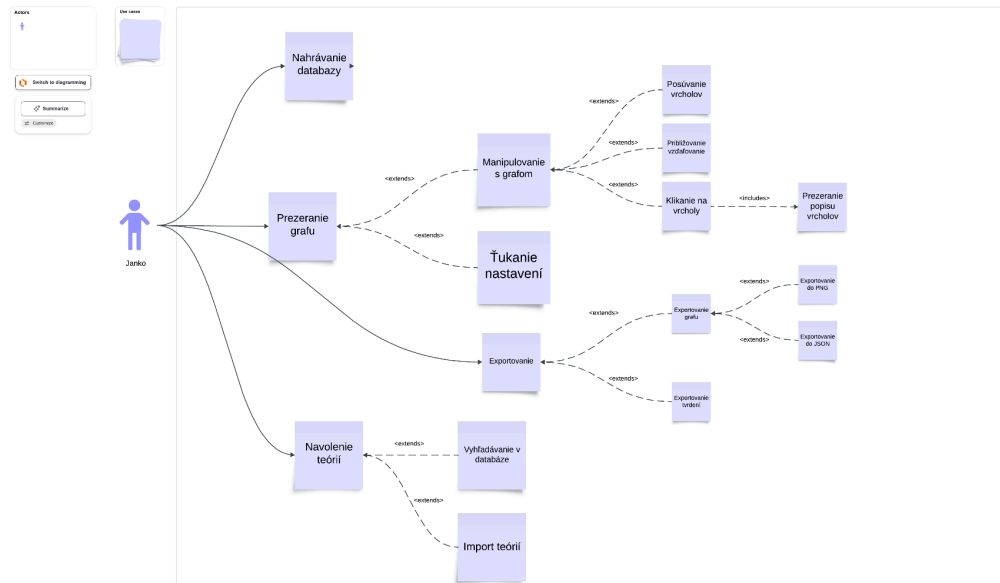 Actors
Use cases
Switch to diagramming
Summarize
Customize
Janko
Nahrávanie
databazy
Prezeranie
grafu
<extends>
<extends>
Manipulovanie
s grafom
Ťukanie
nastavení
<extends>
<extends>
<extends>
Posúvanie
vrcholov
Približovanie
vzďaľovanie
Klikanie na
vrcholy
<includes>
Prezeranie
popisu
vrcholov
Exportovanie
<extends>
<extends>
Exportovanie
grafu
Exportovanie
tvrdení
<extends>
<extends>
Exportovanie
do PNG
Exportovanie
do JSON
Navolenie
teórií
<extends>
<extends>
Vyhľadávanie v
databáze
Import teórií